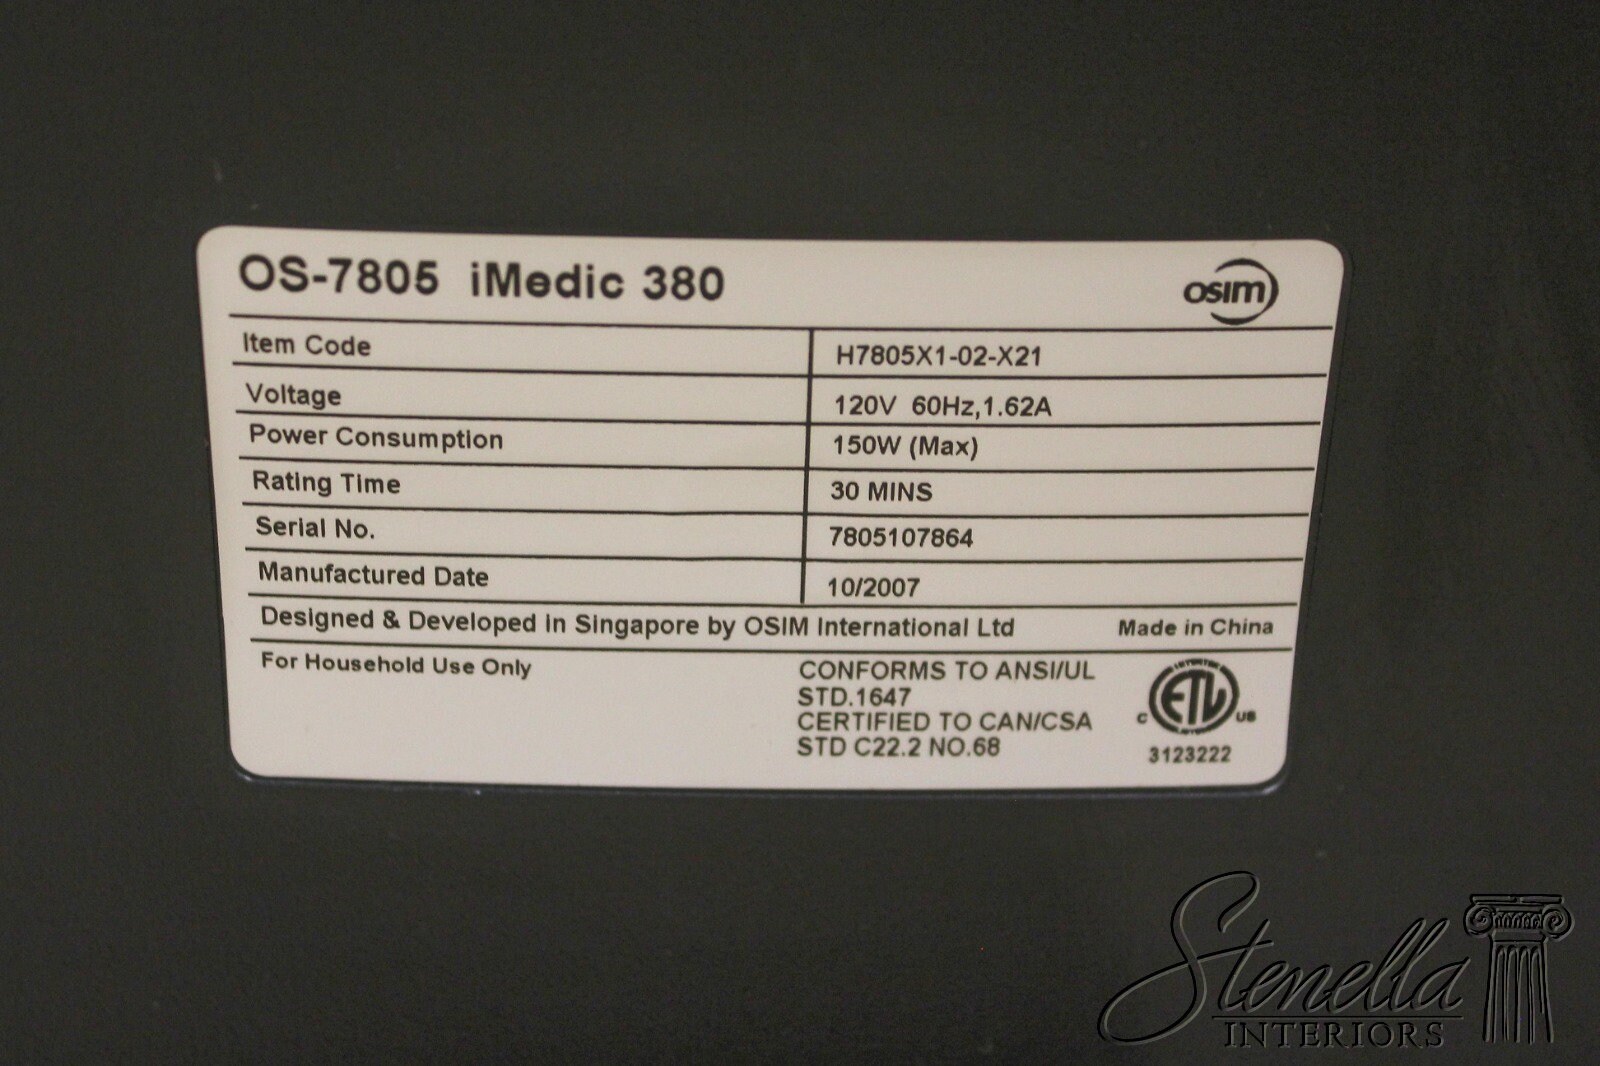 OS-7805 iMedic 380
OSIM
Item Code H7805X1-02-X21
Voltage 120V 60Hz,1.62A
Power Consumption 150W (Max)
Rating Time 30 MINS
Serial No. 7805107864
Manufactured Date 10/2007
Designed & Developed in Singapore by OSIM International Ltd Made in China
For Household Use Only
CONFORMS TO ANSI/UL
STD.1647
CERTIFIED TO CAN/CSA
STD C22.2 NO.68
C ETL US
3123222
Stenella
INTERIORS